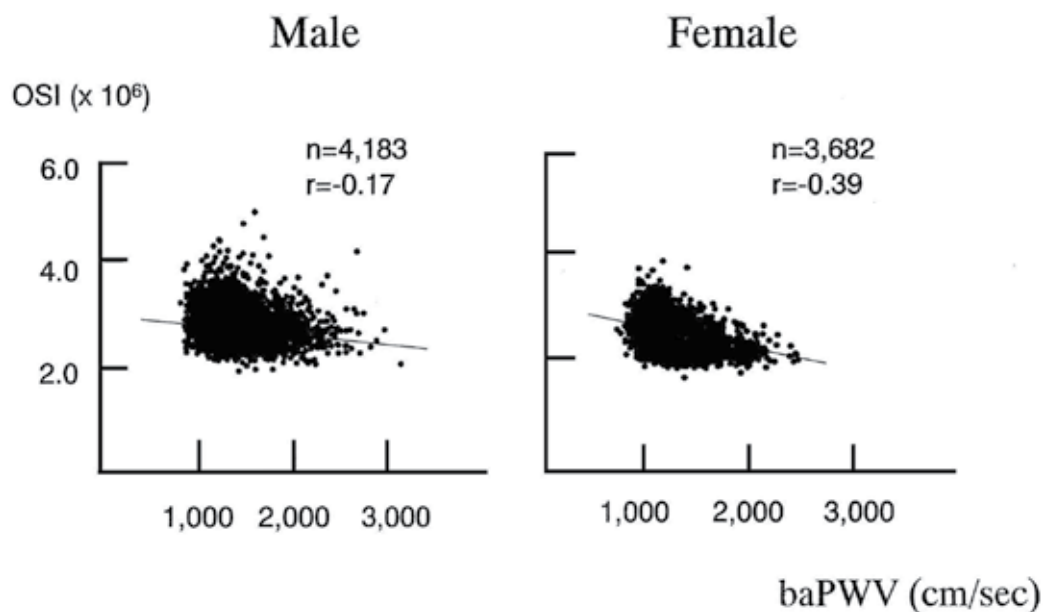 Male
Female
OSI (x 10⁶)
n=4,183
r=-0.17
6.0
4.0
2.0
1,000 2,000 3,000
n=3,682
r=-0.39
1,000 2,000 3,000
baPWV (cm/sec)